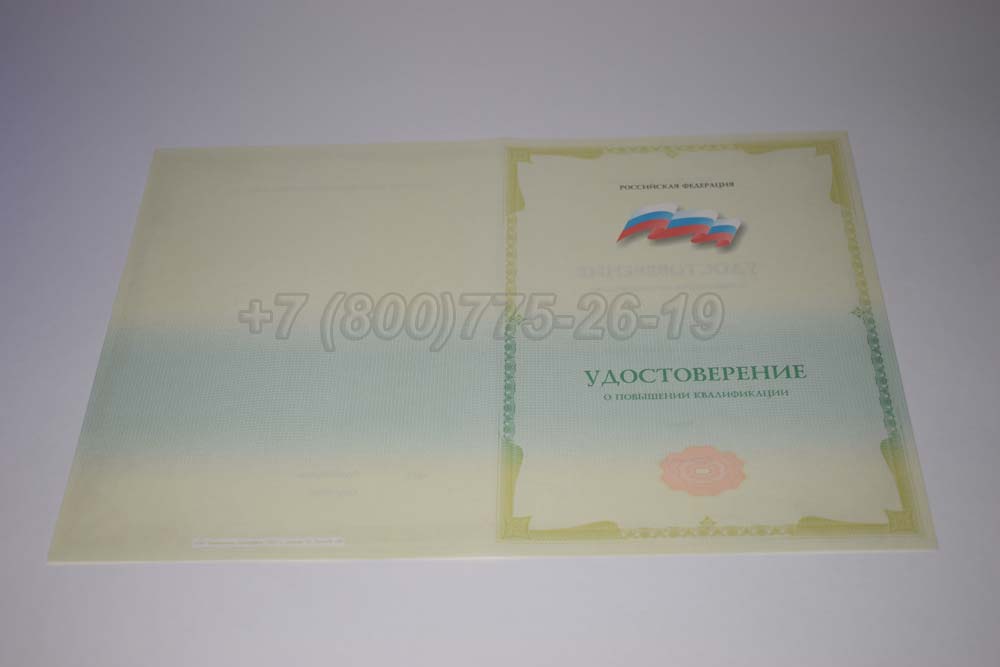 РОССИЙСКАЯ ФЕДЕРАЦИЯ
+7 (800)775-26-19
УДОСТОВЕРЕНИЕ
О ПОВЫШЕНИИ КВАЛИФИКАЦИИ